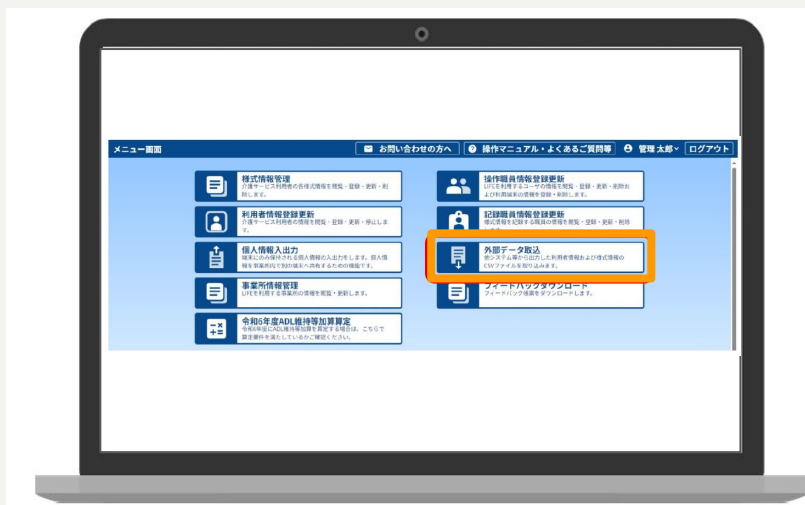 メニュー画面
お問い合わせの方へ
操作マニュアル・よくあるご質問等
管理 太郎
ログアウト
様式情報管理
介護サービス利用者の各様式情報を閲覧・登録・更新・削
除します。
操作職員情報登録更新
LIFEを利用するユーザの情報を閲覧・登録・更新・削除お
よび利用端末の情報を登録・削除します。
利用者情報登録更新
介護サービス利用者の情報を閲覧・登録・更新・停止しま
す。
記録職員情報登録更新
様式情報を記録する職員の情報を閲覧・登録・更新・削除
個人情報入出力
端末にのみ保持される個人情報の入出力をします。個人情
報を事業所内で別の端末へ共有するための機能です。
外部データ取込
他システム等から出力した利用者情報および様式情報の
CSVファイルを取り込みます。
事業所情報管理
LIFEを利用する事業所の情報を閲覧・更新します。
フィードバックダウンロード
フィードバック帳票をダウンロードします。
令和6年度ADL維持等加算算定
令和6年度にADL維持等加算を算定する場合は、こちらで
算定要件を満たしているかご確認ください。